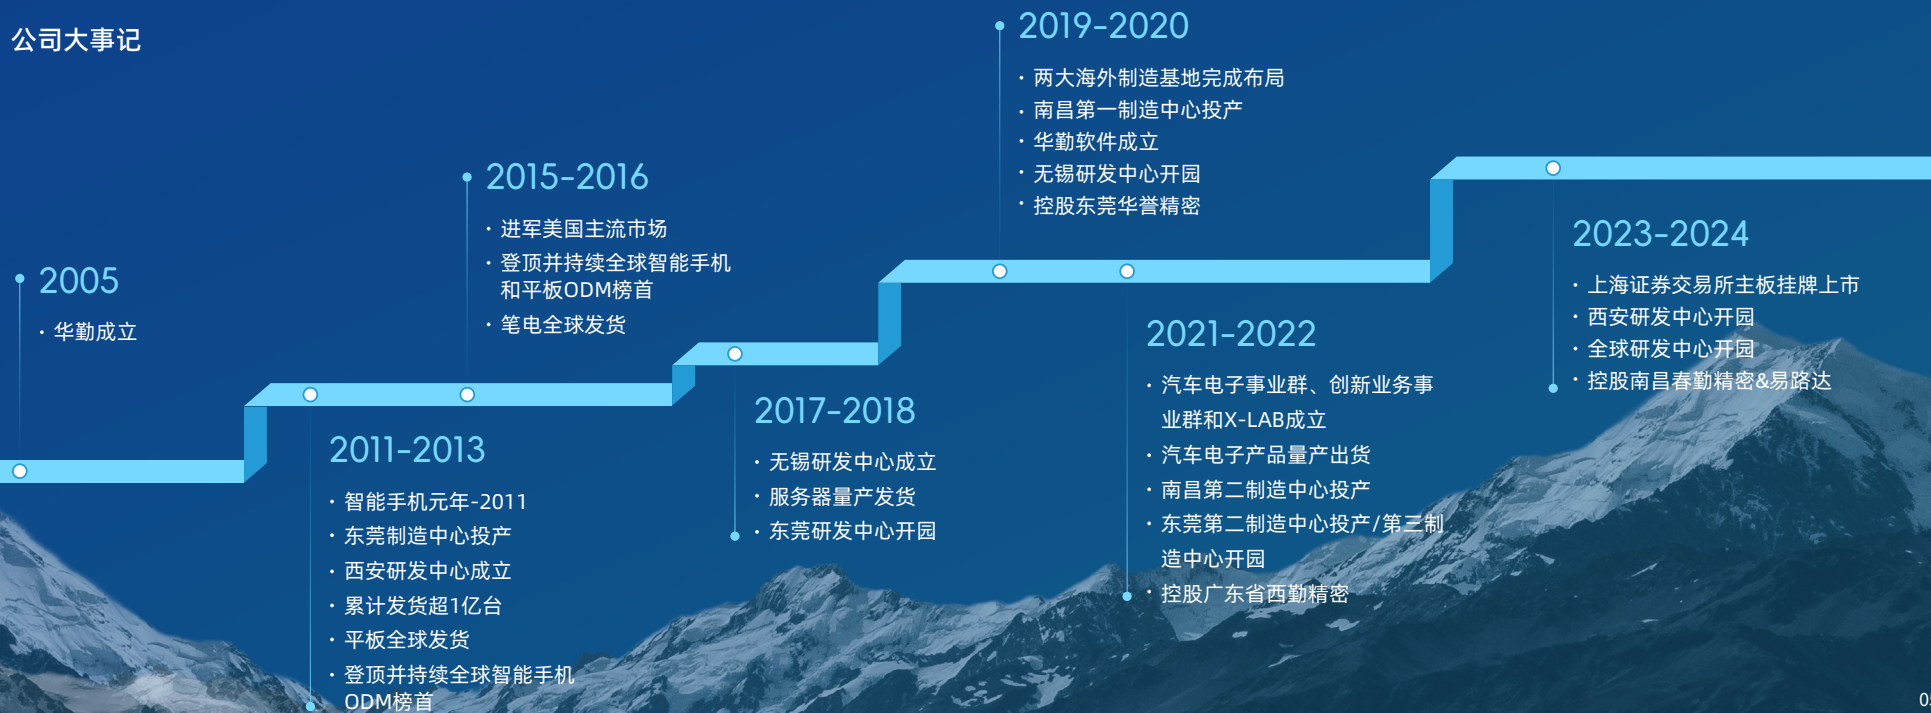 公司大事记
2005
· 华勤成立
2011-2013
· 智能手机元年-2011
· 东莞制造中心投产
· 西安研发中心成立
· 累计发货超1亿台
· 平板全球发货
· 登顶并持续全球智能手机
ODM榜首
2015-2016
· 进军美国主流市场
· 登顶并持续全球智能手机
和平板ODM榜首
· 笔电全球发货
2017-2018
· 无锡研发中心成立
· 服务器量产发货
· 东莞研发中心开园
2019-2020
· 两大海外制造基地完成布局
· 南昌第一制造中心投产
· 华勤软件成立
· 无锡研发中心开园
· 控股东莞华誉精密
2021-2022
· 汽车电子事业群、创新业务事
业群和X-LAB成立
· 汽车电子产品量产出货
· 南昌第二制造中心投产
· 东莞第二制造中心投产/第三制
造中心开园
· 控股广东省西勤精密
2023-2024
· 上海证券交易所主板挂牌上市
· 西安研发中心开园
· 全球研发中心开园
· 控股南昌春勤精密&易路达